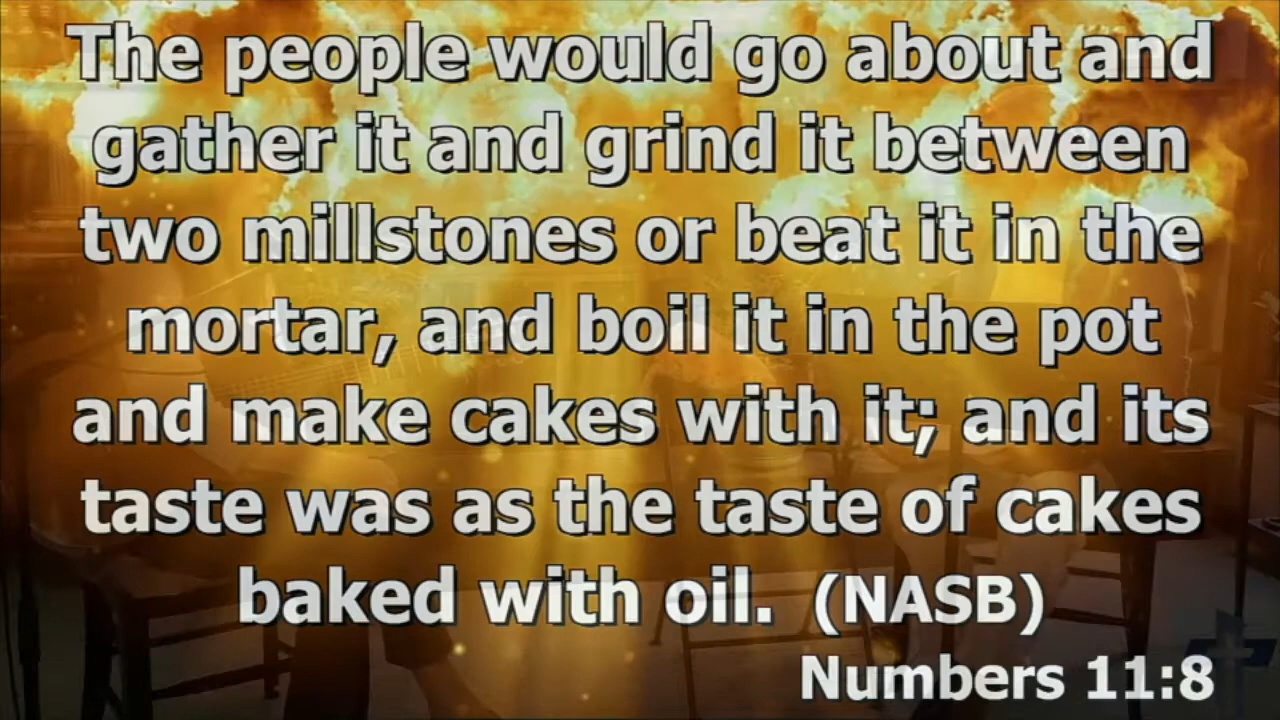 The people would go about and
gather it and grind it between
two millstones or beat it in the
mortar, and boil it in the pot
and make cakes with it; and its
taste was as the taste of cakes
baked with oil. (NASB)
Numbers 11:8